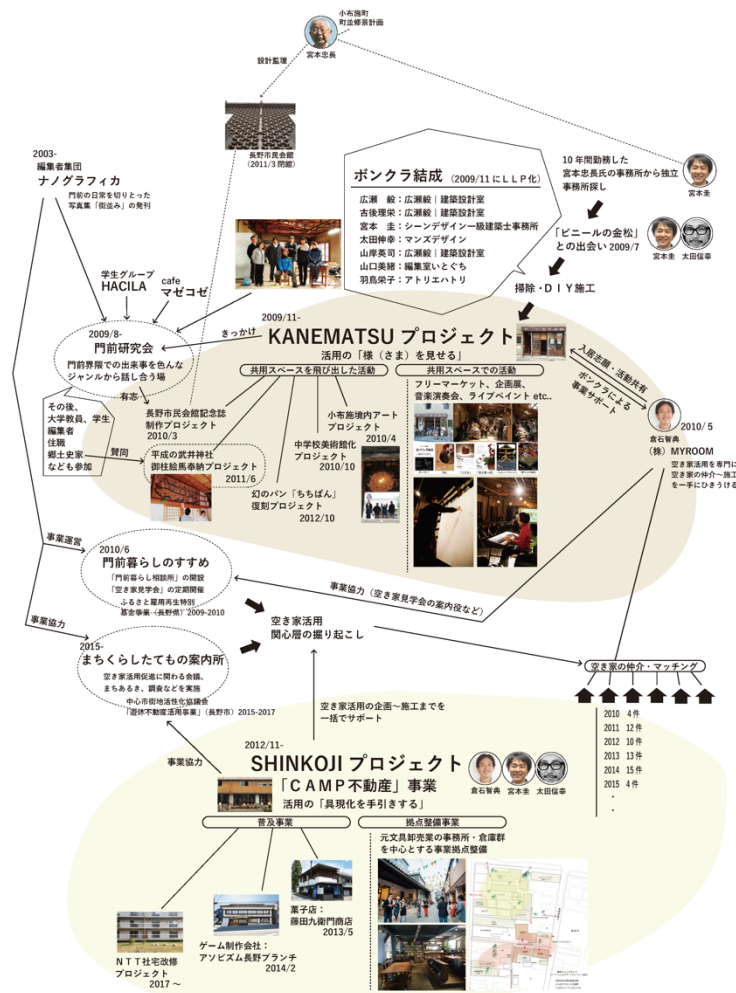 小布施町
町並修景計画
宮本忠長
設計監理
長野市民会館
(2011/3 閉館)
2003-
編集者集団
ナノグラフィカ
門前の日常を切りとった
写真集「街並み」の発刊
学生グループ
HACILA
cafe
マゼコゼ
ボンクラ結成 (2009/11 にＬＬＰ化)
広瀬 毅：広瀬毅｜建築設計室
古後理栄：広瀬毅｜建築設計室
宮本 圭：シーンデザイン一級建築士事務所
太田伸幸：マンズデザイン
山岸英司：広瀬毅｜建築設計室
山口美緒：編集室いとぐち
羽鳥栄子：アトリエハトリ
10 年間勤務した
宮本忠長氏の事務所から独立
事務所探し
宮本圭
「ビニールの金松」
との出会い 2009/7
宮本圭
太田信幸
掃除・ＤＩＹ施工
2009/8-
門前研究会
門前界隈での出来事を色んな
ジャンルから話し合う場
きっかけ
2009/11-
KANEMATSU プロジェクト
活用の「様（さま）を見せる」
共用スペースを飛び出した活動
共用スペースでの活動
フリーマーケット、企画展、
音楽演奏会、ライブペイント etc..
入居志願・活動共有
ボンクラによる
事業サポート
倉石智典
2010/5
（株）MYROOM
空き家活用を専門に
空き家の仲介～施工
を一手にひきうける
有志
その後、
大学教員、学生
編集者
住職
郷土史家
なども参加
賛同
長野市民会館記念誌
制作プロジェクト
2010/3
平成の武井神社
御柱絵馬奉納プロジェクト
2011/6
小布施境内アート
プロジェクト
2010/4
中学校美術館化
プロジェクト
2010/10
幻のパン「ちちぱん」
復刻プロジェクト
2012/10
事業運営
2010/6
門前暮らしのすすめ
「門前暮らし相談所」の開設
「空き家見学会」の定期開催
ふるさと雇用再生特別
基金事業（長野県）2009-2010
事業協力（空き家見学会の案内役など）
事業協力
空き家活用
関心層の掘り起こし
2015-
まちくらしたてもの案内所
空き家活用促進に関わる会議、
まちあるき、調査などを実施
中心市街地活性化協議会
「遊休不動産活用事業」（長野市）2015-2017
空き家の仲介・マッチング
2010 4 件
2011 12 件
2012 10 件
2013 13 件
2014 15 件
2015 4 件
・
・
空き家活用の企画～施工までを
一括でサポート
事業協力
2012/11-
SHINKOJI プロジェクト
「ＣＡＭＰ不動産」事業
活用の「具現化を手引きする」
倉石智典
宮本圭
太田信幸
普及事業
拠点整備事業
元文具卸売業の事務所・倉庫群
を中心とする事業拠点整備
菓子店：
藤田九衛門商店
2013/5
ゲーム制作会社：
アソビズム長野ブランチ
2014/2
ＮＴＴ社宅改修
プロジェクト
2017 ～